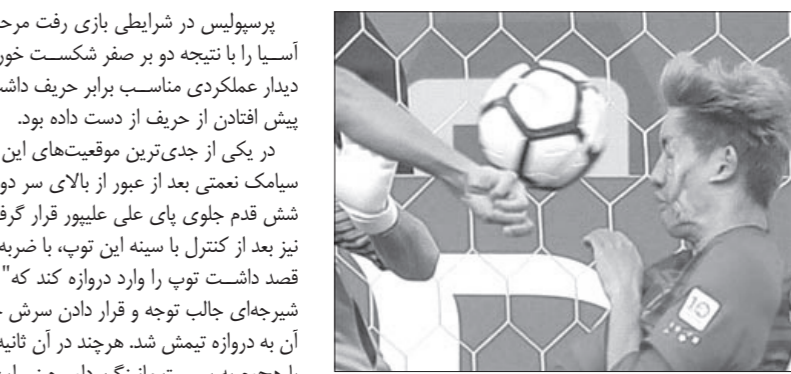 پرسپولیس در شرایطی بازی رفت مرح
آسیا را با نتیجه دو بر صفر شکست خور
دیدار عملکردی مناسب برابر حریف داش
پیش افتادن از حریف از دست داده بود.
در یکی از جدی‌ترین موقعیت‌های این
سیامک نعمتی بعد از عبور از بالای سر دو
شش قدم جلوی پای علی علیپور قرار گرف
نیز بعد از کنترل با سینه این توپ، با ضربه
قصد داشت توپ را وارد دروازه کند که"
شیرجه‌ای جالب توجه و قرار دادن سرش
آن به دروازه تیمش شد. هرچند در آن ثانیه